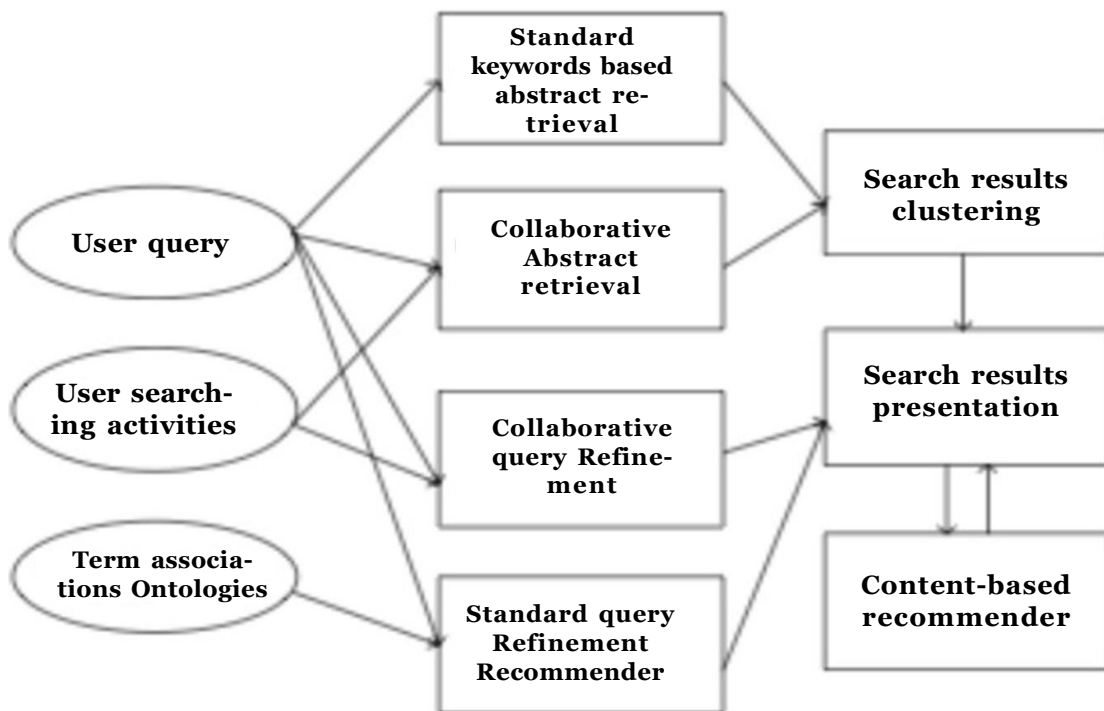 Standard
keywords based
abstract re-
trieval
User query
Collaborative
Abstract
retrieval
Search results
clustering
User search-
ing activities
Collaborative
query Refine-
ment
Search results
presentation
Term associa-
tions Ontologies
Standard query
Refinement
Recommender
Content-based
recommender